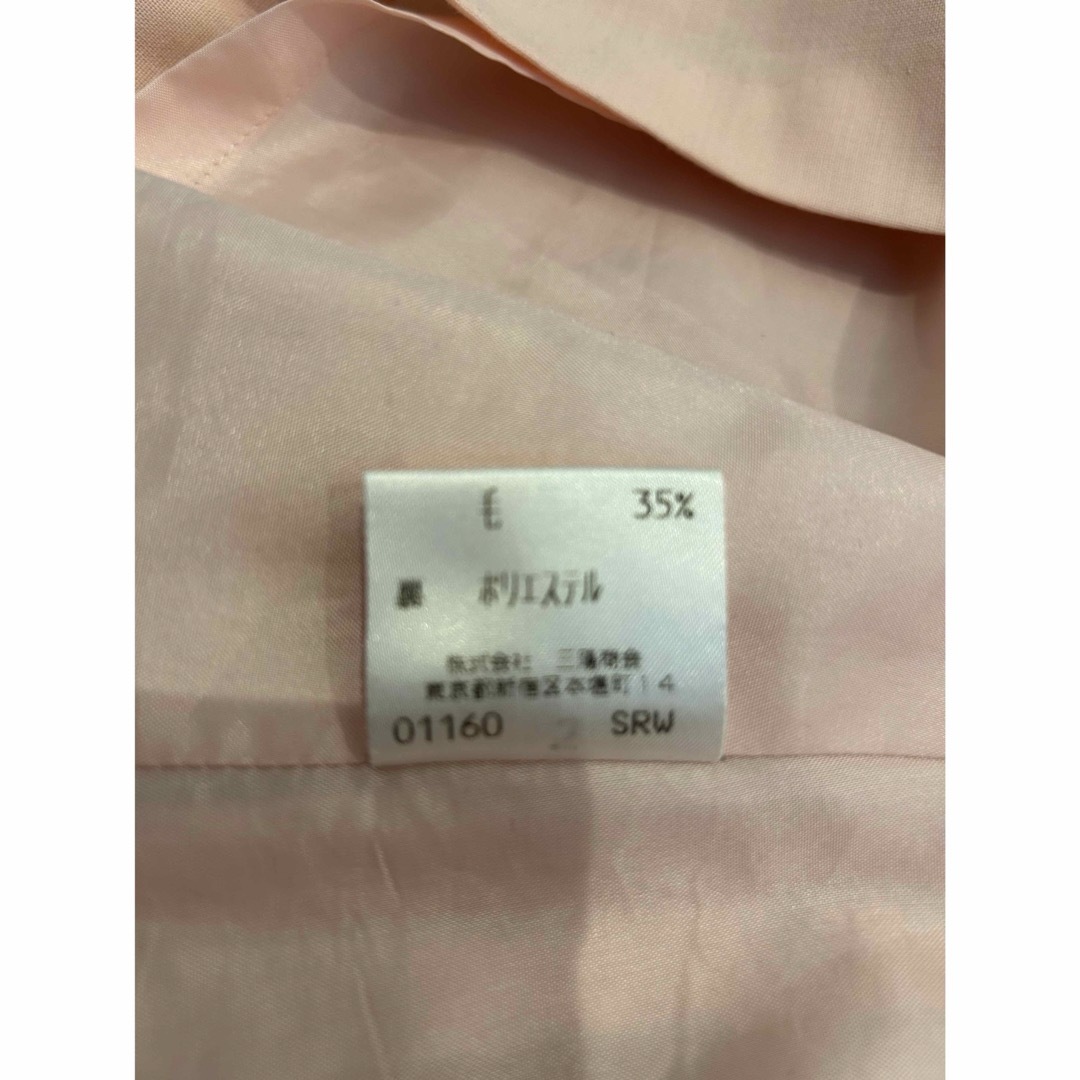 毛 35%
裏 ポリエステル
株式会社 三陽商会
東京都新宿区本塩町14
01160 2 SRW